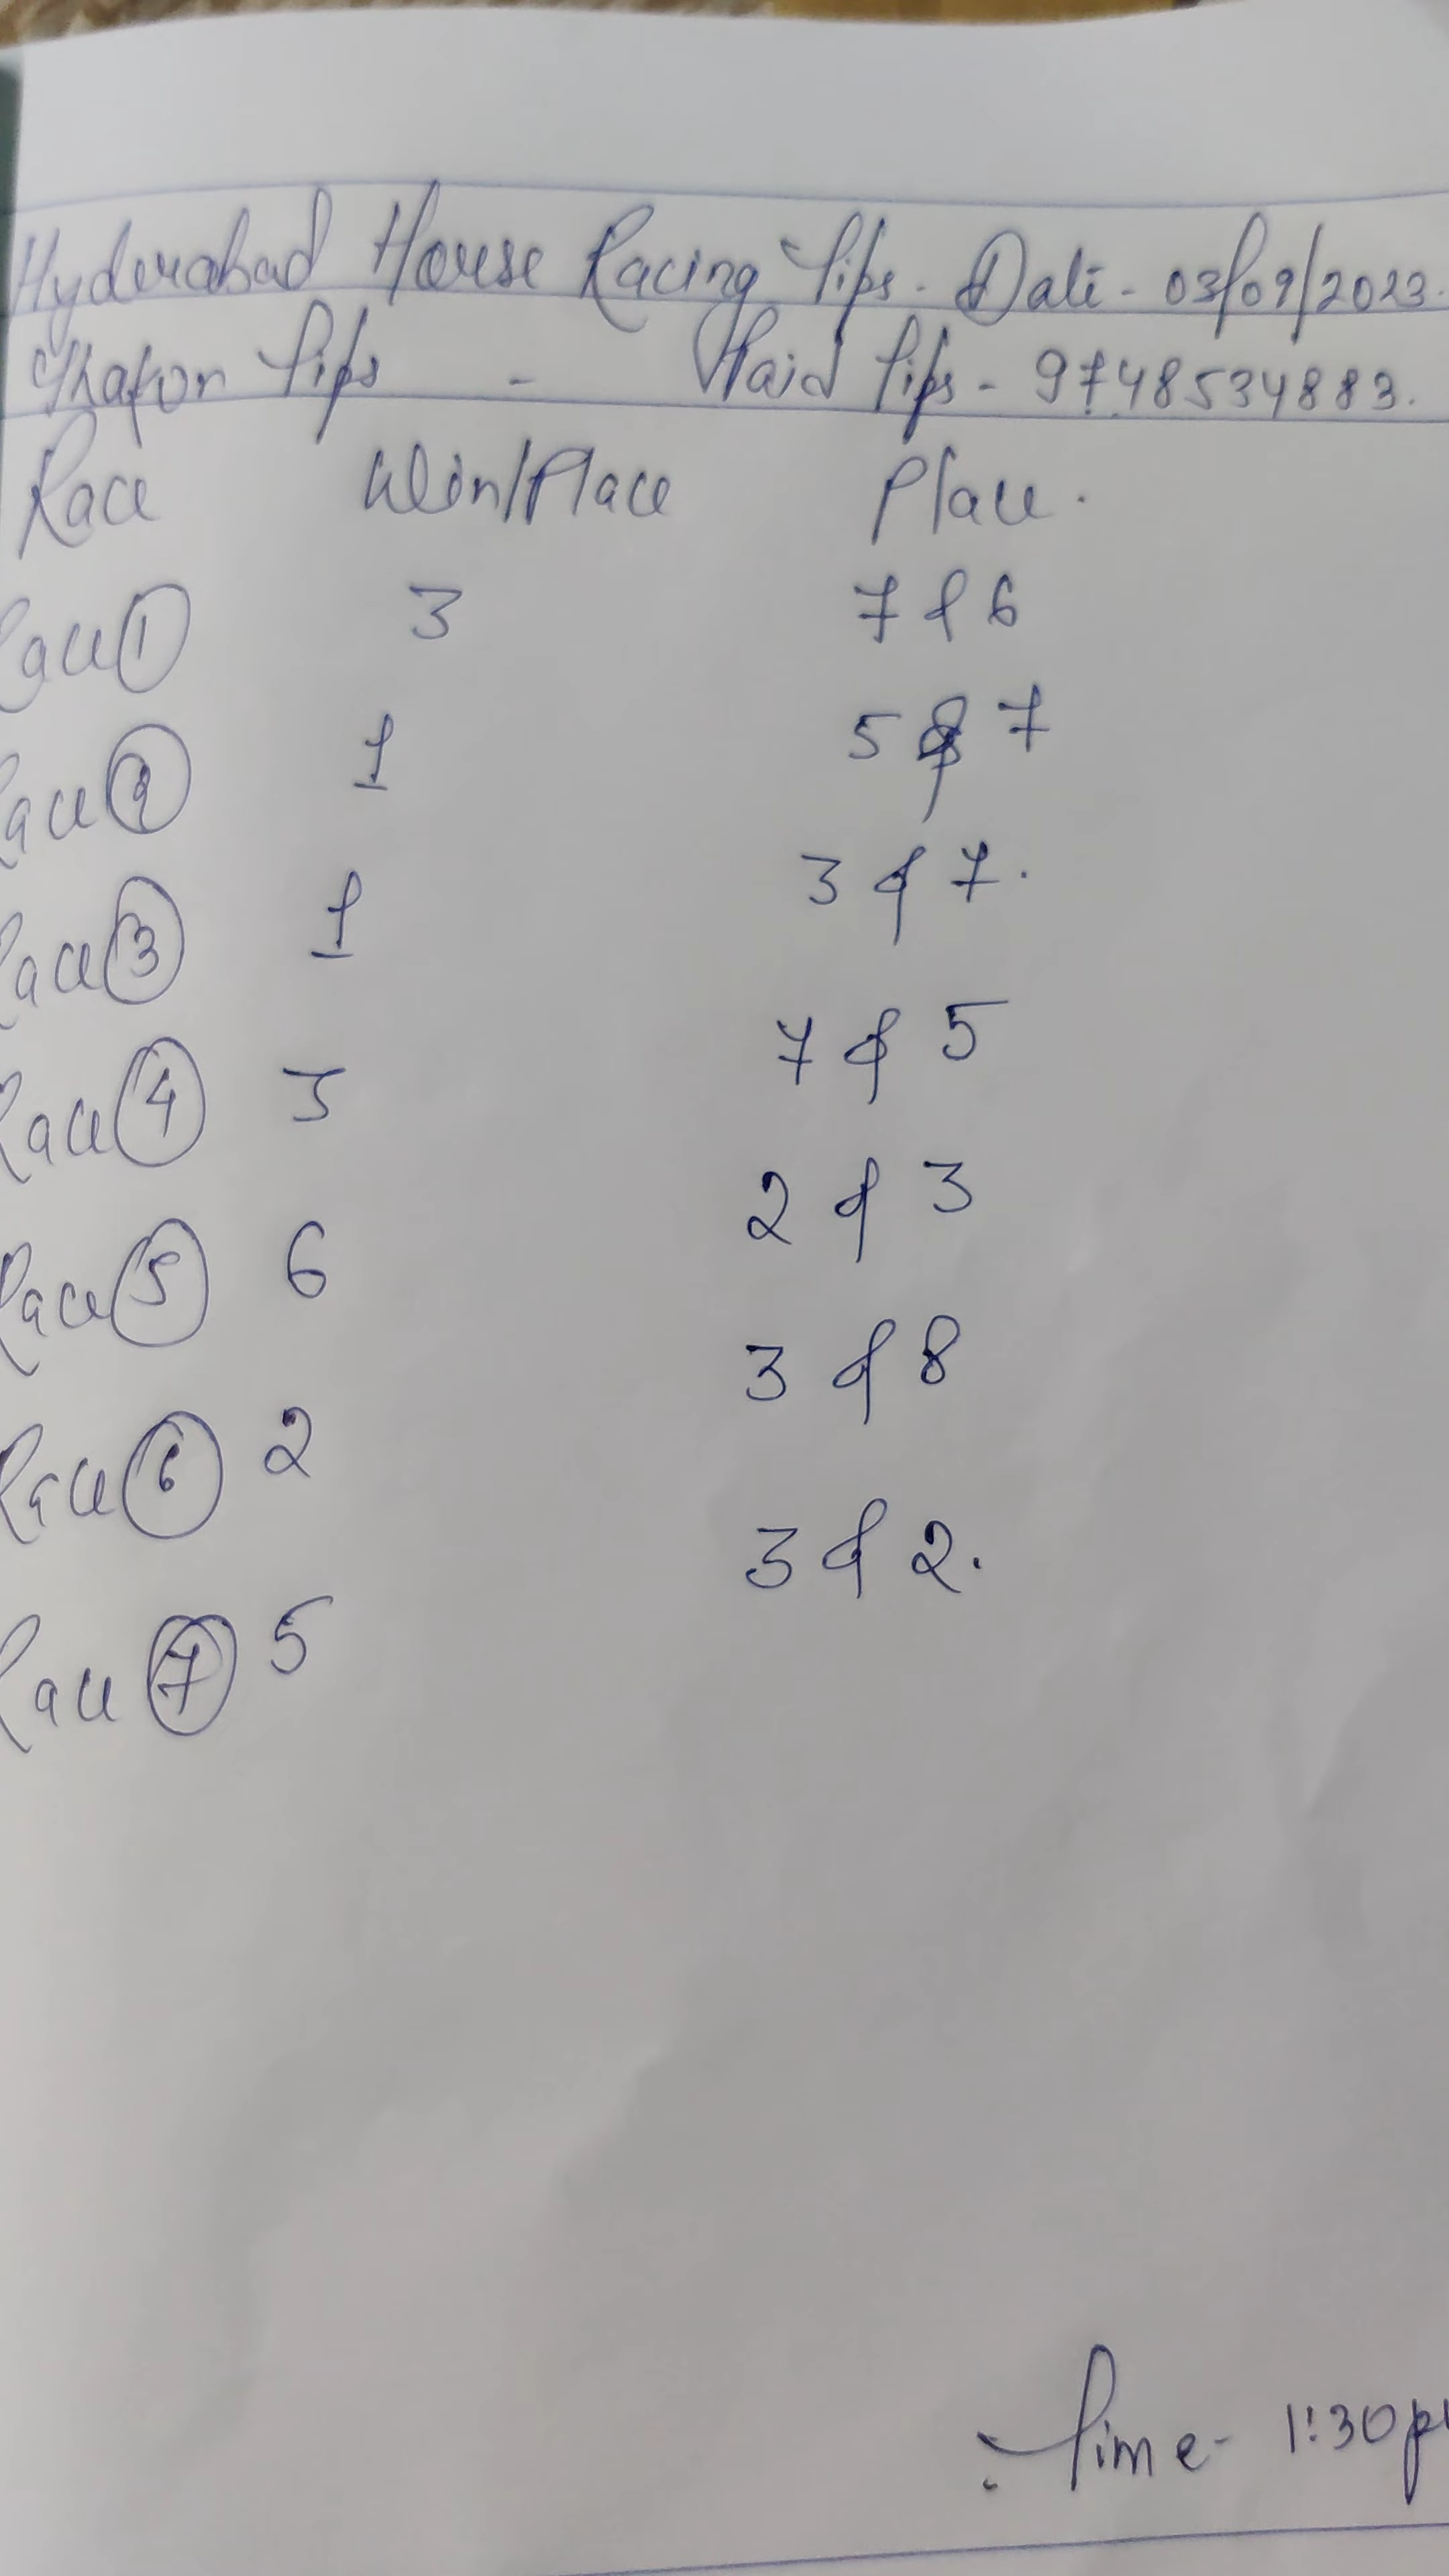 Hyderabad Horse Racing Tips. Date - 03/09/2023.
Thakor Tips - Paid Tips - 9748534883.
Race Win/Place Place.
Race 1 3 7 & 6
Race 2 1 5 & 7
Race 3 1 3 & 7.
Race 4 3 7 & 5
Race 5 6 2 & 3
Race 6 2 3 & 8
Race 7 5 3 & 2.
Time - 1:30 p